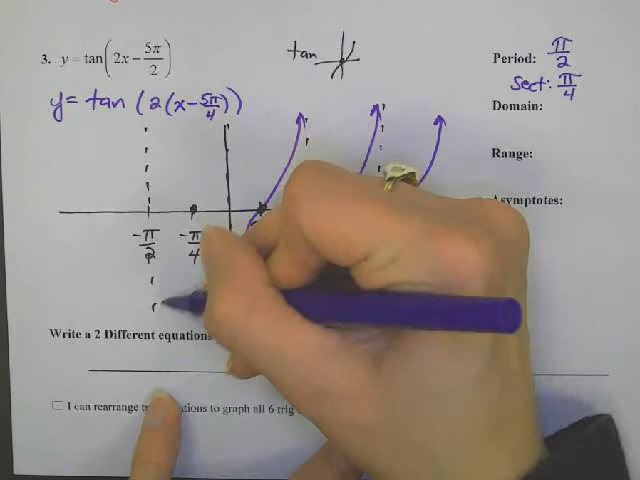 3. y = tan(2x − 5π/2)
tan
Period: π/2
Sect: π/4
y = tan (2(x − 5π/4))
Domain:
Range:
Asymptotes:
−π/2 −π/4
Write a 2 Different equations
I can rearrange to graph all 6 trig